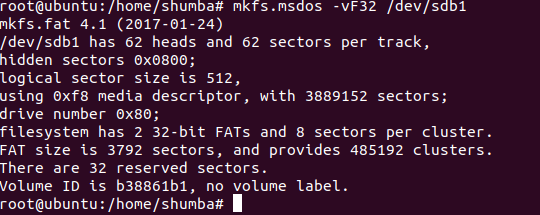 root@ubuntu:/home/shumba# mkfs.msdos -vF32 /dev/sdb1
mkfs.fat 4.1 (2017-01-24)
/dev/sdb1 has 62 heads and 62 sectors per track,
hidden sectors 0x0800;
logical sector size is 512,
using 0xf8 media descriptor, with 3889152 sectors;
drive number 0x80;
filesystem has 2 32-bit FATs and 8 sectors per cluster.
FAT size is 3792 sectors, and provides 485192 clusters.
There are 32 reserved sectors.
Volume ID is b38861b1, no volume label.
root@ubuntu:/home/shumba#